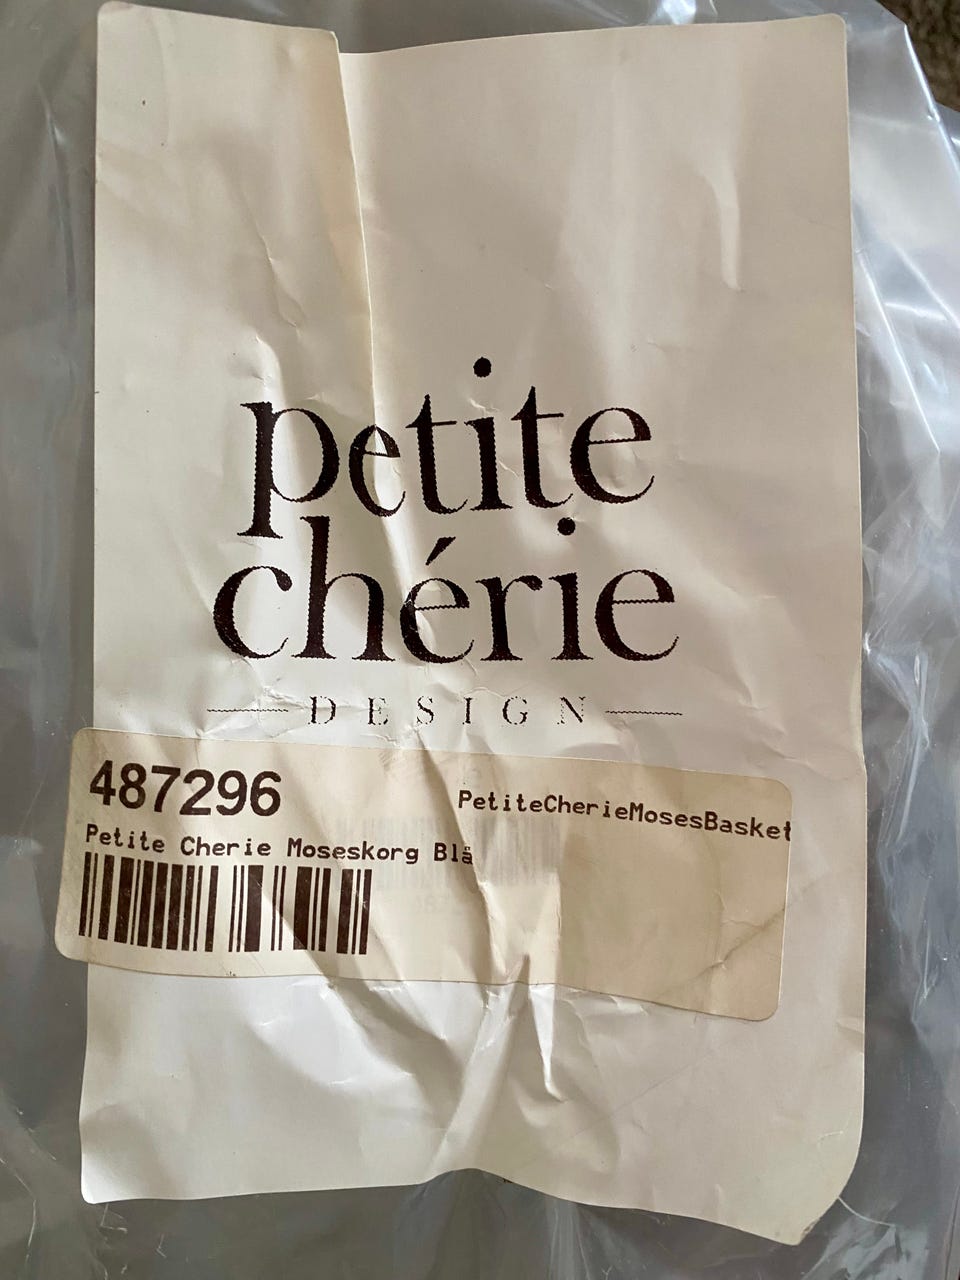 petite
chérie
DESIGN
487296
PetiteCherieMosesBasket
Petite Cherie Moseskorg Blå